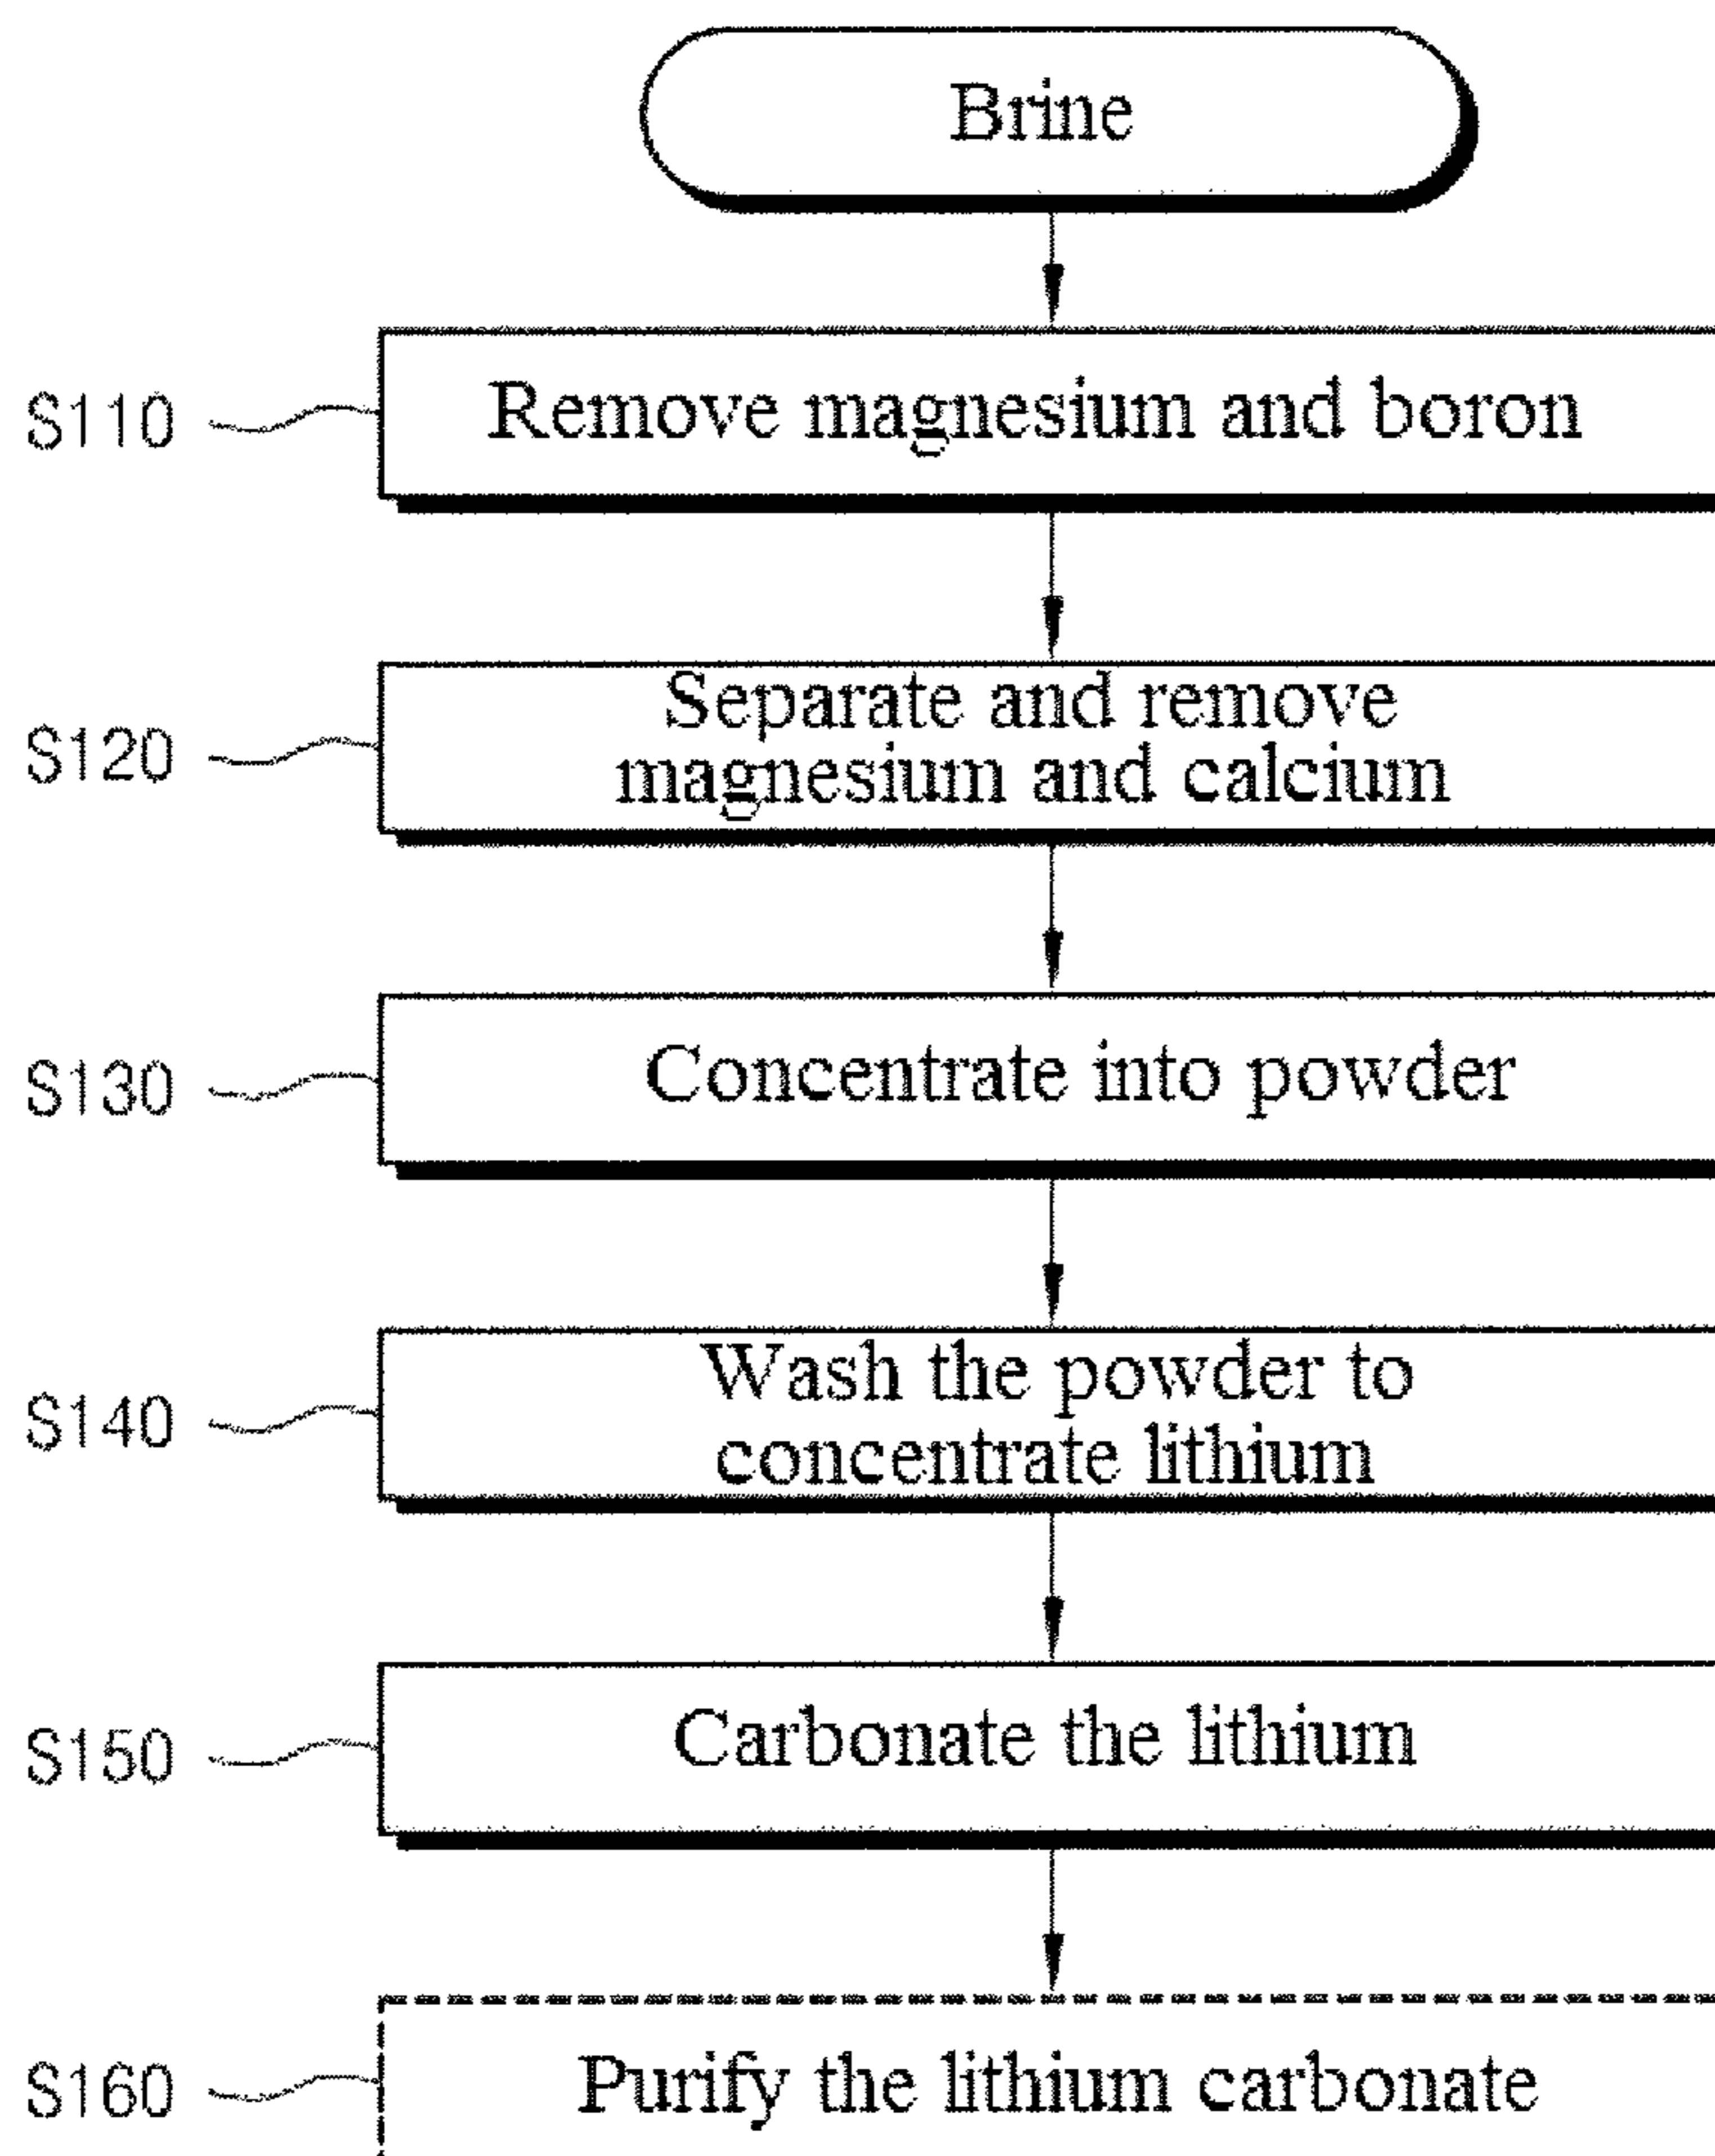 Brine
S110 Remove magnesium and boron
S120 Separate and remove
magnesium and calcium
S130 Concentrate into powder
S140 Wash the powder to
concentrate lithium
S150 Carbonate the lithium
S160 Purify the lithium carbonate